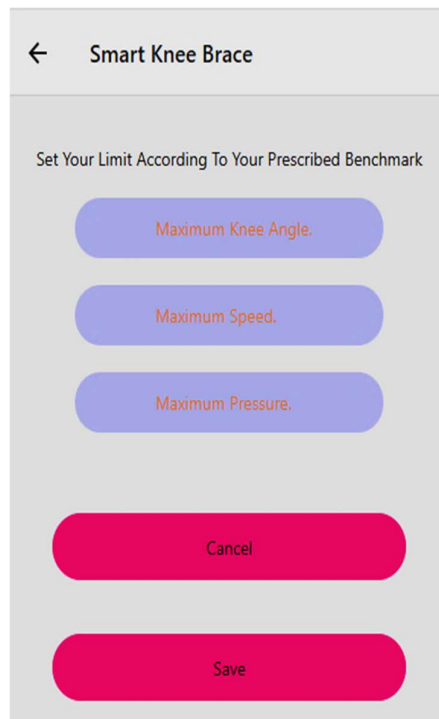 Smart Knee Brace
Set Your Limit According To Your Prescribed Benchmark
Maximum Knee Angle.
Maximum Speed.
Maximum Pressure.
Cancel
Save